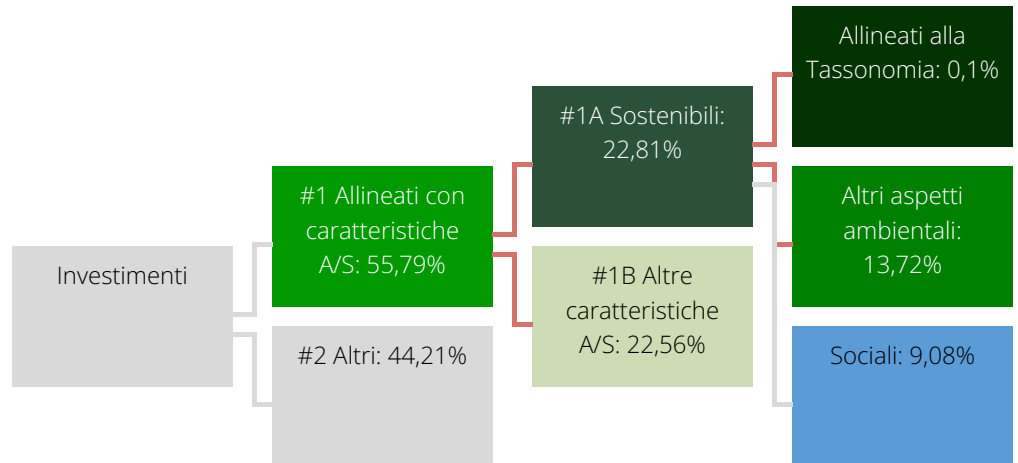 Investimenti
#1 Allineati con
caratteristiche
A/S: 55,79%
#2 Altri: 44,21%
#1A Sostenibili:
22,81%
#1B Altre
caratteristiche
A/S: 22,56%
Allineati alla
Tassonomia: 0,1%
Altri aspetti
ambientali:
13,72%
Sociali: 9,08%